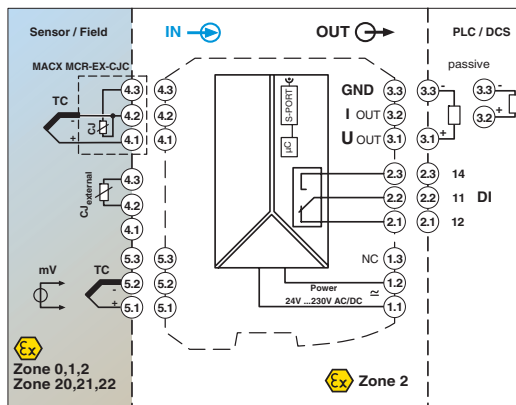 Sensor / Field
IN
OUT
PLC / DCS
MACX MCR-EX-CJC
passive
TC
-
+
CJ
4.3
4.2
4.1
4.3
4.2
4.1
S-PORT
µC
GND
I OUT
U OUT
3.3
3.2
3.1
3.3
-
+
3.1
3.3
-
3.2
+
CJexternal
4.3
4.2
4.1
2.3
2.2
2.1
2.3
2.2
2.1
14
11
12
DI
mV
TC
-
+
5.3
5.2
5.1
5.3
5.2
5.1
NC
1.3
Power
1.2
24V ...230V AC/DC
1.1
Ex
Zone 0,1,2
Zone 20,21,22
Ex
Zone 2